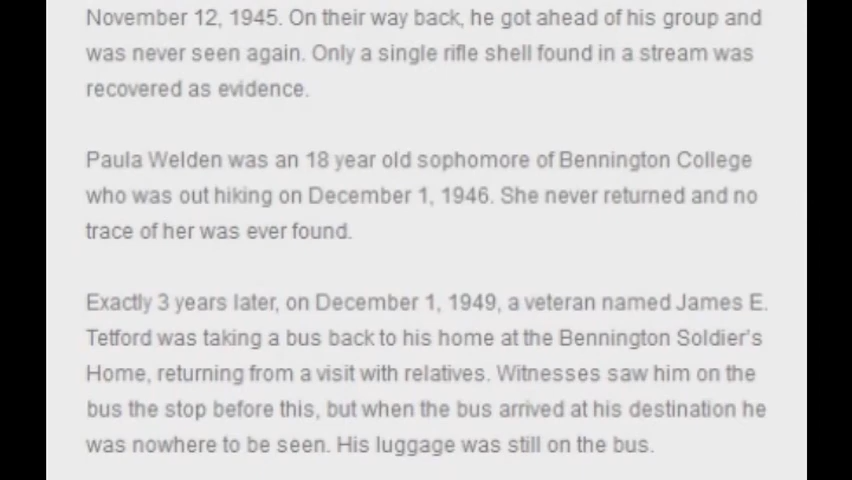 November 12, 1945. On their way back, he got ahead of his group and
was never seen again. Only a single rifle shell found in a stream was
recovered as evidence.
Paula Welden was an 18 year old sophomore of Bennington College
who was out hiking on December 1, 1946. She never returned and no
trace of her was ever found.
Exactly 3 years later, on December 1, 1949, a veteran named James E.
Tetford was taking a bus back to his home at the Bennington Soldier's
Home, returning from a visit with relatives. Witnesses saw him on the
bus the stop before this, but when the bus arrived at his destination he
was nowhere to be seen. His luggage was still on the bus.